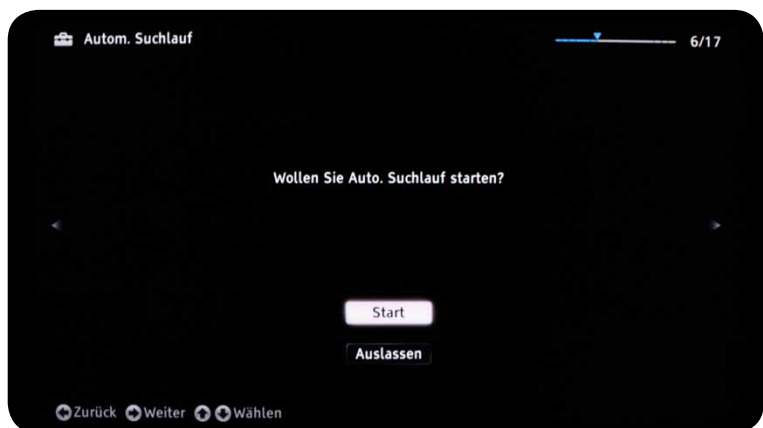 Autom. Suchlauf 6/17
Wollen Sie Auto. Suchlauf starten?
Start
Auslassen
Zurück Weiter Wählen